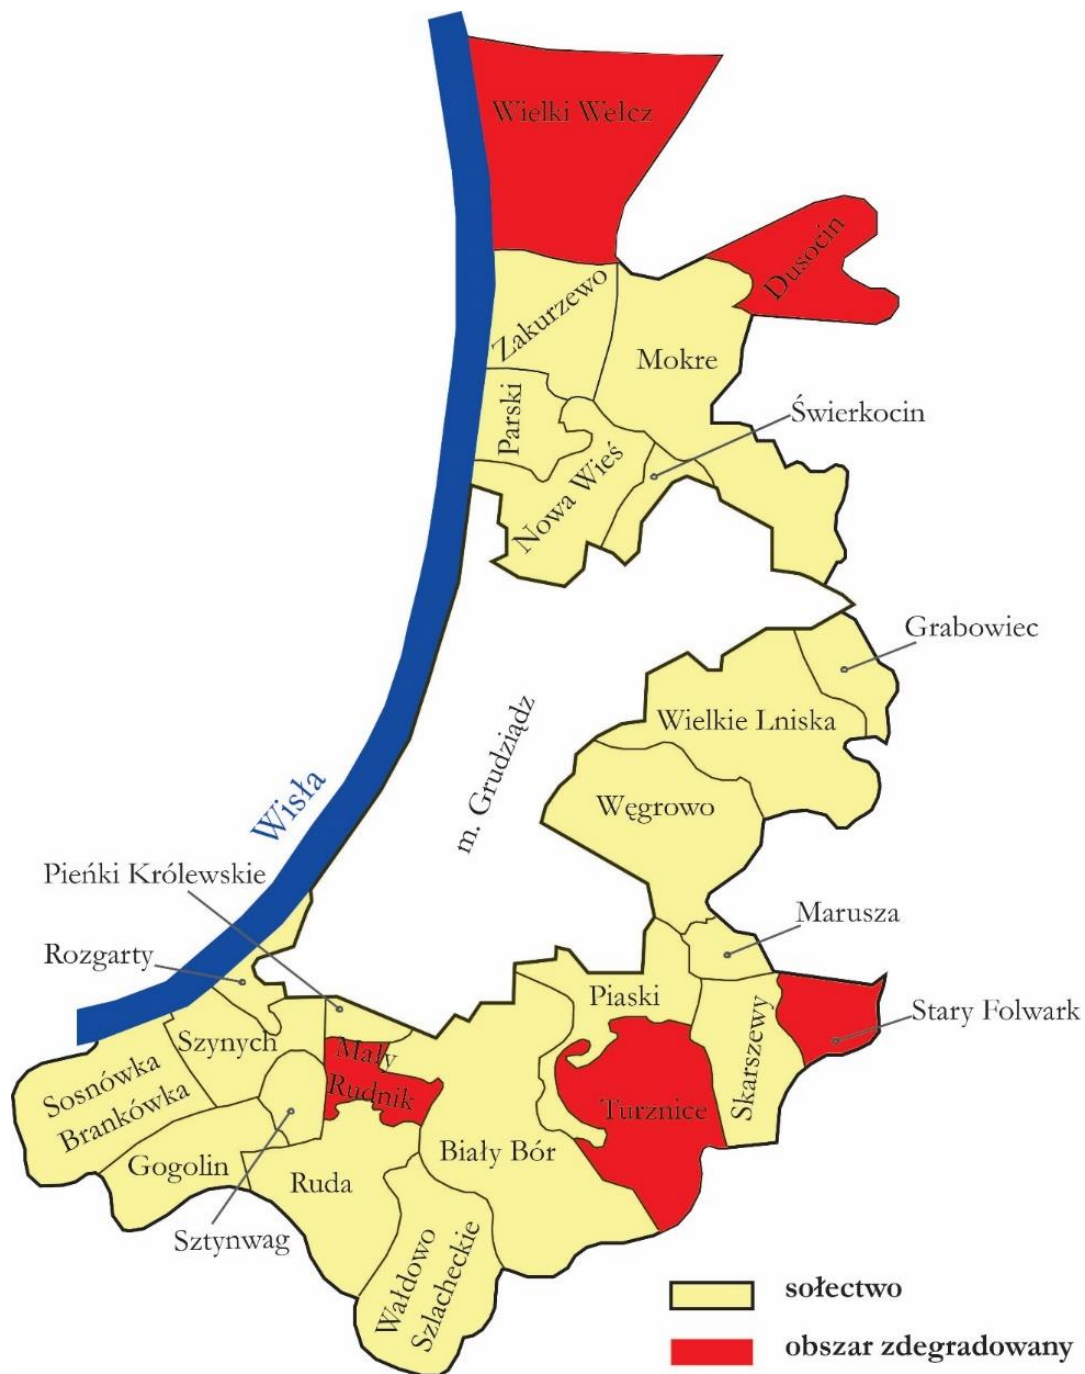 Wielki Wełcz
Dusocin
Zakurzewo
Mokre
Parski
Świerkocin
Nowa Wieś
Grabowiec
Wielkie Lniska
m. Grudziądz
Węgrowo
Wisła
Pieńki Królewskie
Marusza
Rozgarty
Piaski
Stary Folwark
Szynych
Mały
Rudnik
Skarszewy
Sosnówka
Brankówka
Turznice
Biały Bór
Gogolin
Ruda
Sztynwag
Wałdowo
Szlacheckie
sołectwo
obszar zdegradowany